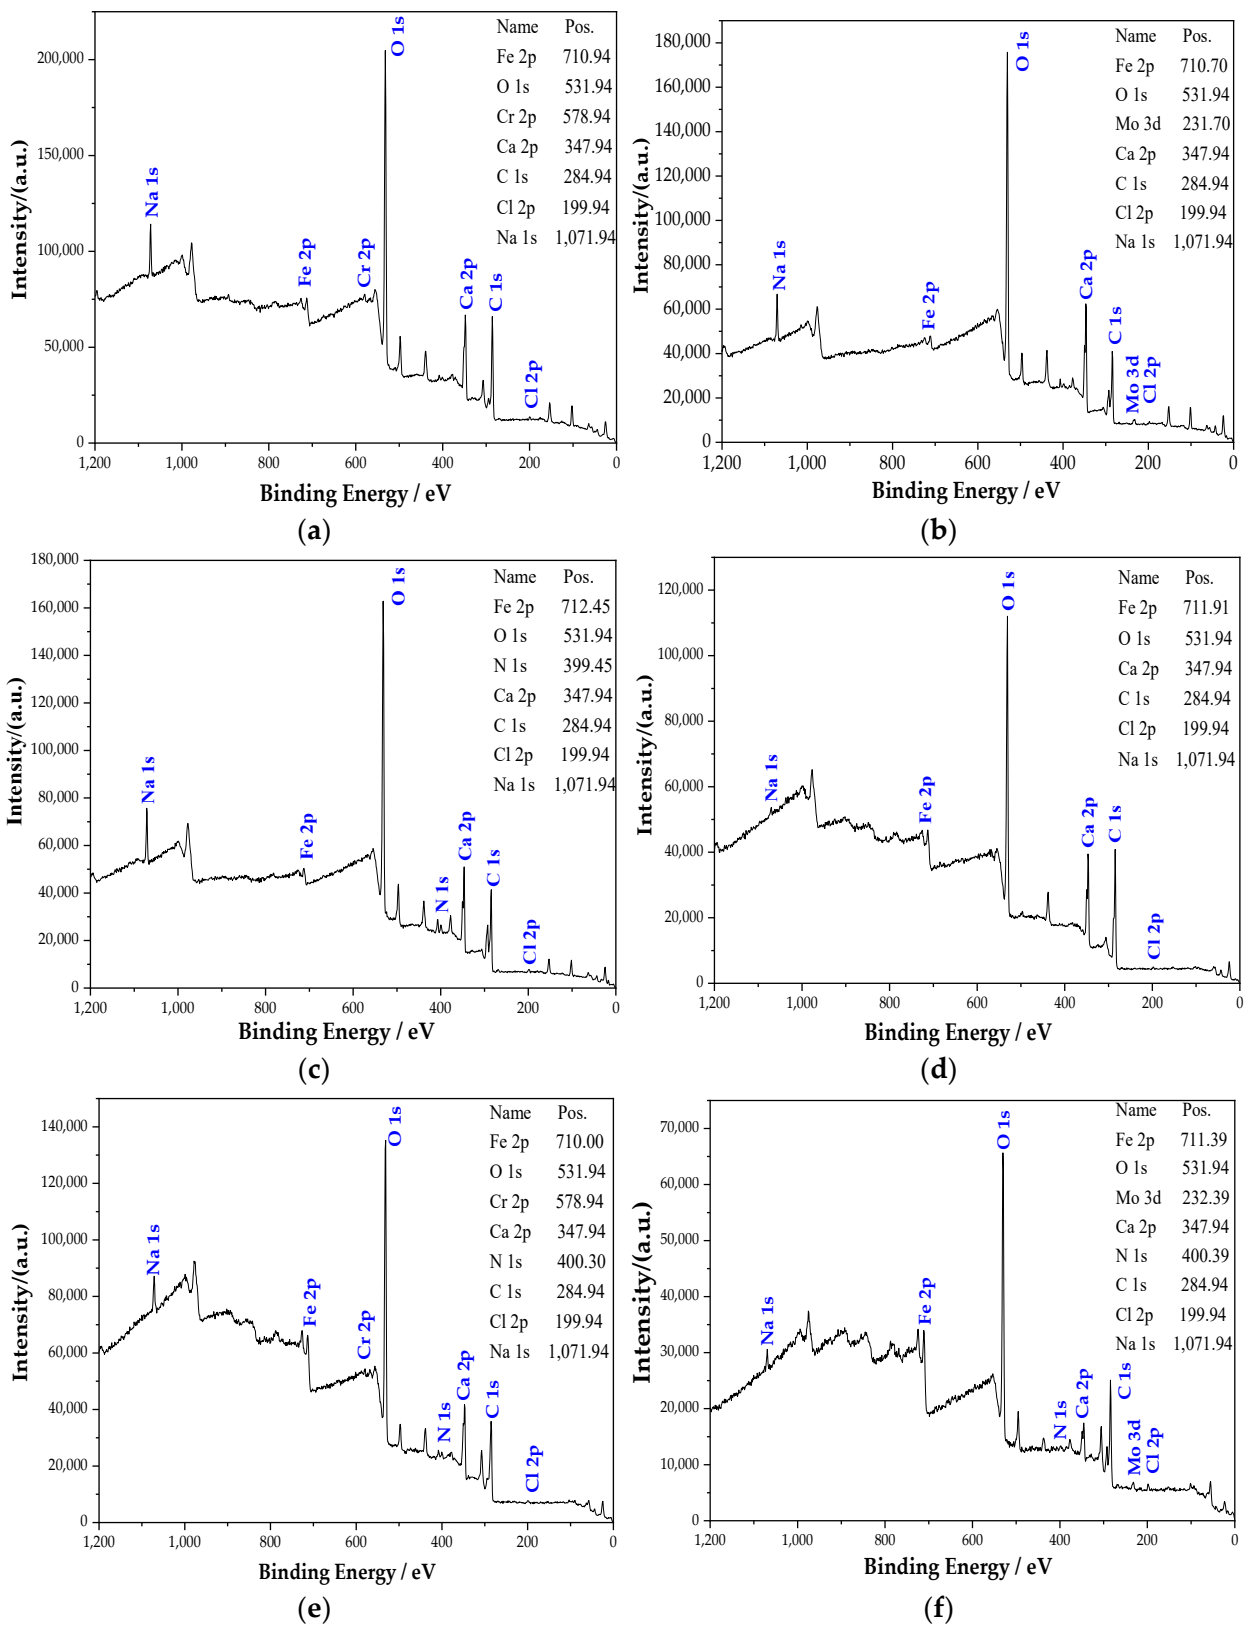 Intensity/(a.u.)
200,000
150,000
100,000
50,000
0
1,200 1,000 800 600 400 200 0
Binding Energy / eV
Na 1s
Fe 2p
Cr 2p
O 1s
Ca 2p
C 1s
Cl 2p
Name Pos.
Fe 2p 710.94
O 1s 531.94
Cr 2p 578.94
Ca 2p 347.94
C 1s 284.94
Cl 2p 199.94
Na 1s 1,071.94
(a)
Intensity/(a.u.)
180,000
160,000
140,000
120,000
100,000
80,000
60,000
40,000
20,000
0
1,200 1,000 800 600 400 200 0
Binding Energy / eV
Na 1s
Fe 2p
O 1s
Ca 2p
C 1s
Mo 3d
Cl 2p
Name Pos.
Fe 2p 710.70
O 1s 531.94
Mo 3d 231.70
Ca 2p 347.94
C 1s 284.94
Cl 2p 199.94
Na 1s 1,071.94
(b)
Intensity/(a.u.)
180,000
160,000
140,000
120,000
100,000
80,000
60,000
40,000
20,000
0
1,200 1,000 800 600 400 200 0
Binding Energy / eV
Na 1s
Fe 2p
O 1s
N 1s
Ca 2p
C 1s
Cl 2p
Name Pos.
Fe 2p 712.45
O 1s 531.94
N 1s 399.45
Ca 2p 347.94
C 1s 284.94
Cl 2p 199.94
Na 1s 1,071.94
(c)
Intensity/(a.u.)
120,000
100,000
80,000
60,000
40,000
20,000
0
1,200 1,000 800 600 400 200 0
Binding Energy / eV
Na 1s
Fe 2p
O 1s
Ca 2p
C 1s
Cl 2p
Name Pos.
Fe 2p 711.91
O 1s 531.94
Ca 2p 347.94
C 1s 284.94
Cl 2p 199.94
Na 1s 1,071.94
(d)
Intensity/(a.u.)
140,000
120,000
100,000
80,000
60,000
40,000
20,000
0
1,200 1,000 800 600 400 200 0
Binding Energy / eV
Na 1s
Fe 2p
Cr 2p
O 1s
N 1s
Ca 2p
C 1s
Cl 2p
Name Pos.
Fe 2p 710.00
O 1s 531.94
Cr 2p 578.94
Ca 2p 347.94
N 1s 400.30
C 1s 284.94
Cl 2p 199.94
Na 1s 1,071.94
(e)
Intensity/(a.u.)
70,000
60,000
50,000
40,000
30,000
20,000
10,000
0
1,200 1,000 800 600 400 200 0
Binding Energy / eV
Na 1s
Fe 2p
O 1s
N 1s
Ca 2p
C 1s
Mo 3d
Cl 2p
Name Pos.
Fe 2p 711.39
O 1s 531.94
Mo 3d 232.39
Ca 2p 347.94
N 1s 400.39
C 1s 284.94
Cl 2p 199.94
Na 1s 1,071.94
(f)